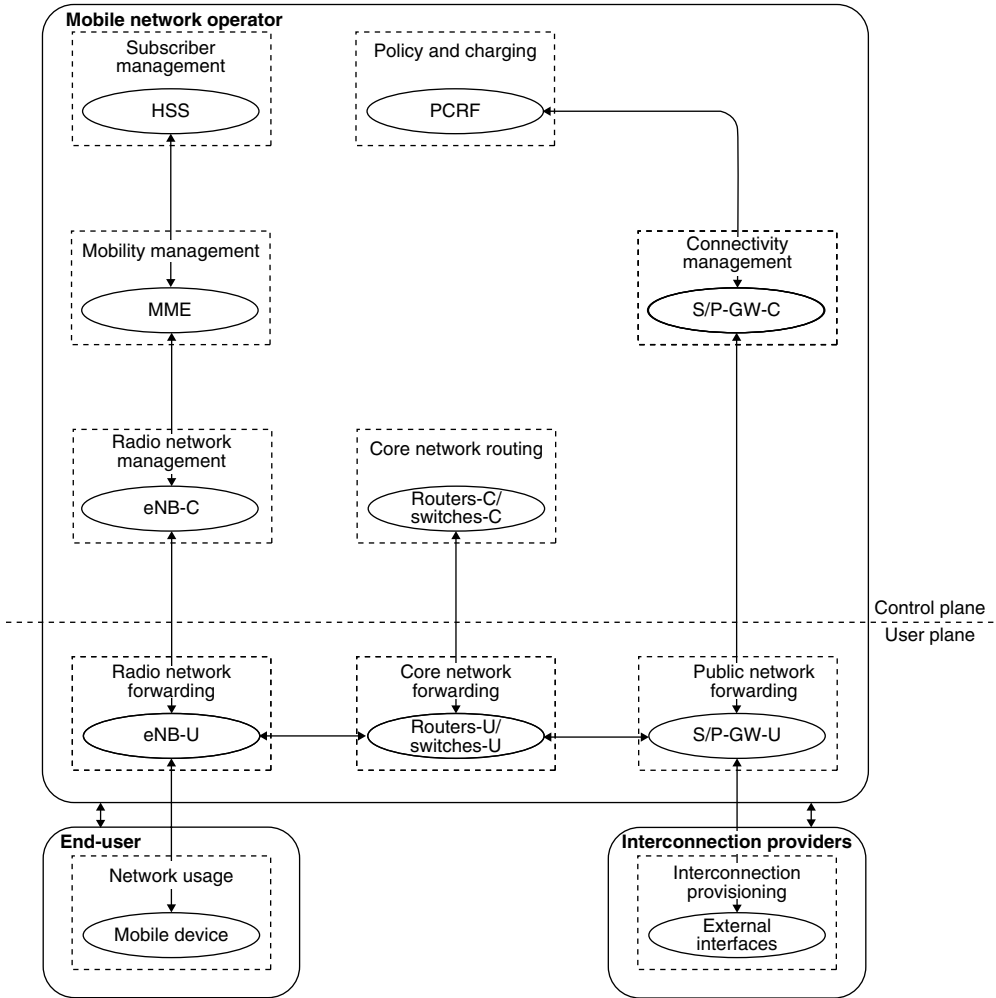 Mobile network operator
Subscriber
management
HSS
Policy and charging
PCRF
Mobility management
MME
Connectivity
management
S/P-GW-C
Radio network
management
eNB-C
Core network routing
Routers-C/
switches-C
Control plane
User plane
Radio network
forwarding
eNB-U
Core network
forwarding
Routers-U/
switches-U
Public network
forwarding
S/P-GW-U
End-user
Network usage
Mobile device
Interconnection providers
Interconnection
provisioning
External
interfaces